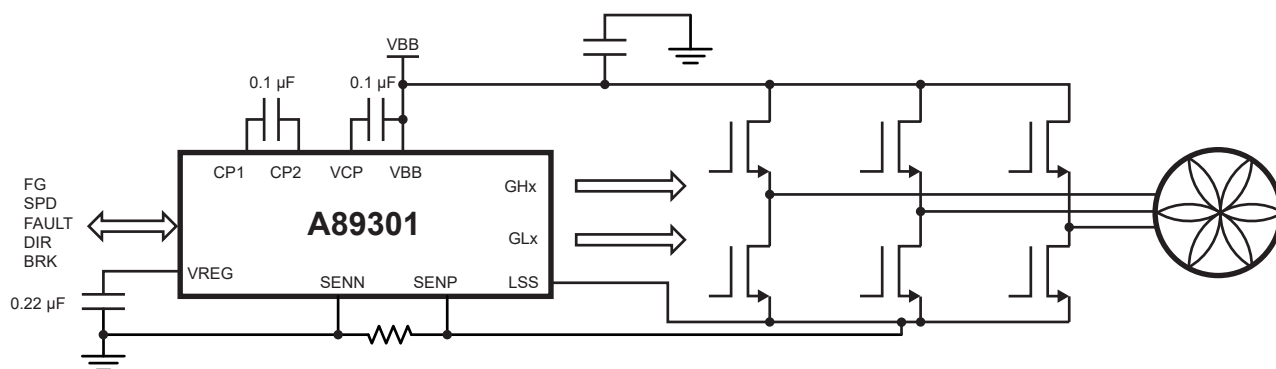 VBB
0.1 µF
0.1 µF
CP1
CP2
VCP
VBB
GHx
FG
SPD
FAULT
DIR
BRK
A89301
GLx
VREG
SENN
SENP
LSS
0.22 µF